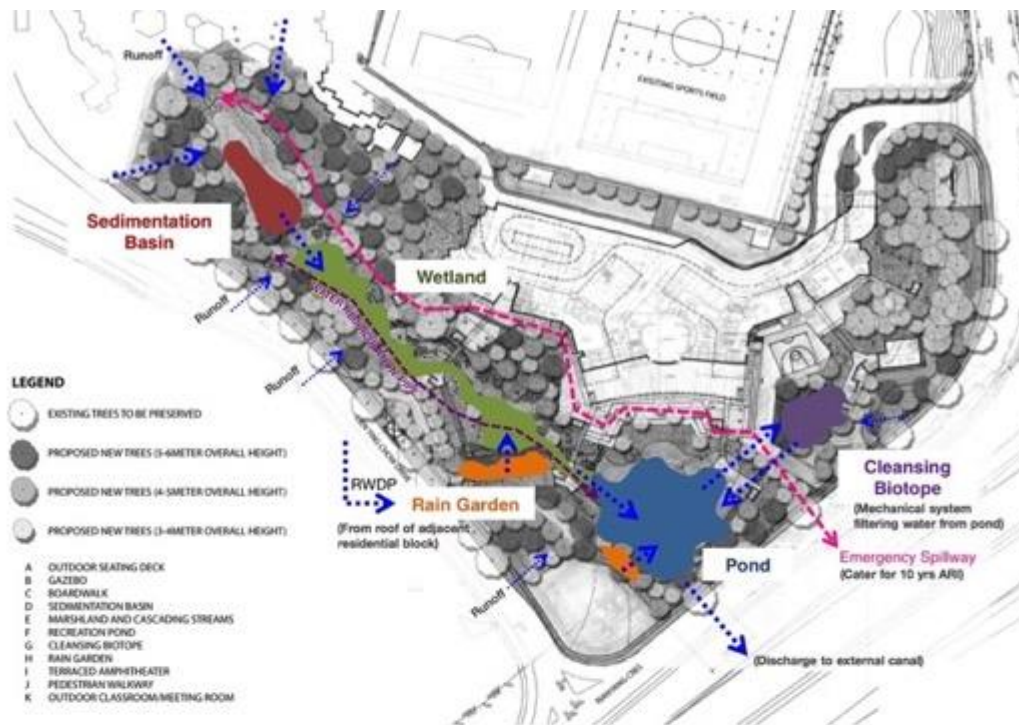 Runoff
EXISTING SPORTS FIELD
Sedimentation
Basin
Wetland
Runoff
Runoff
LEGEND
EXISTING TREES TO BE PRESERVED
PROPOSED NEW TREES (5-6METER OVERALL HEIGHT)
PROPOSED NEW TREES (4-5METER OVERALL HEIGHT)
PROPOSED NEW TREES (3-4METER OVERALL HEIGHT)
A OUTDOOR SEATING DECK
B GAZEBO
C BOARDWALK
D SEDIMENTATION BASIN
E MARSHLAND AND CASCADING STREAMS
F RECREATION POND
G CLEANSING BIOTOPE
H RAIN GARDEN
I TERRACED AMPHITHEATER
J PEDESTRIAN WALKWAY
K OUTDOOR CLASSROOM/MEETING ROOM
RWDP
(From roof of adjacent
residential block)
Rain Garden
Runoff
Pond
Cleansing
Biotope
(Mechanical system
filtering water from pond)
Emergency Spillway
(Cater for 10 yrs ARI)
(Discharge to external canal)